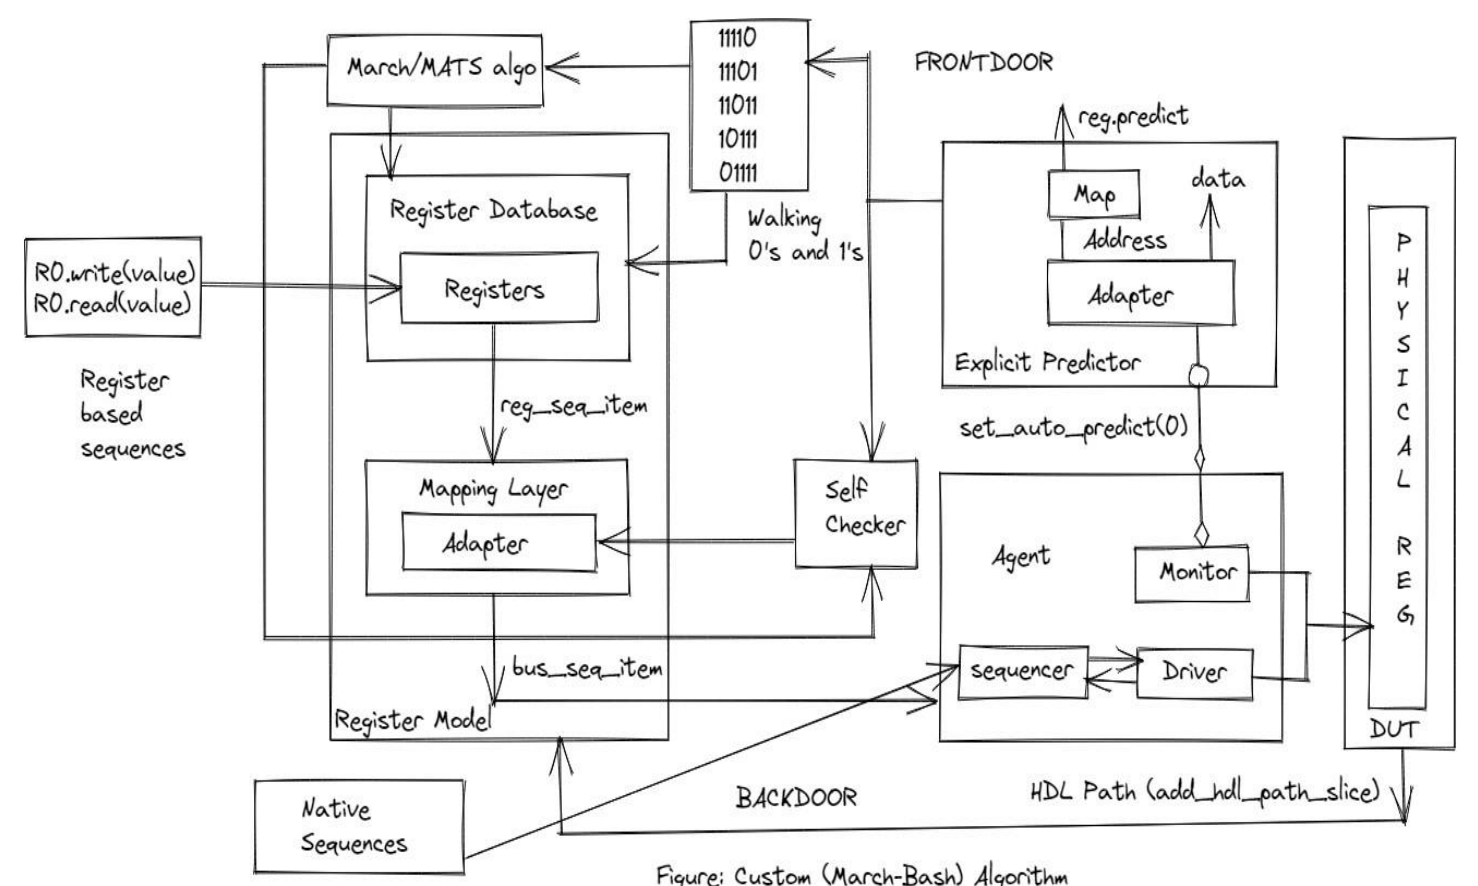 March/MATS algo
11110
11101
11011
10111
01111
FRONTDOOR
reg.predict
Map
data
Address
Adapter
Explicit Predictor
Walking
0's and 1's
Register Database
Registers
R0.write(value)
R0.read(value)
Register
based
sequences
reg_seq_item
Mapping Layer
Adapter
Self
Checker
set_auto_predict(0)
Agent
Monitor
sequencer
Driver
bus_seq_item
Register Model
P
H
Y
S
I
C
A
L
R
E
G
DUT
Native
Sequences
BACKDOOR
HDL Path (add_hdl_path_slice)
Figure: Custom (March-Bash) Algorithm